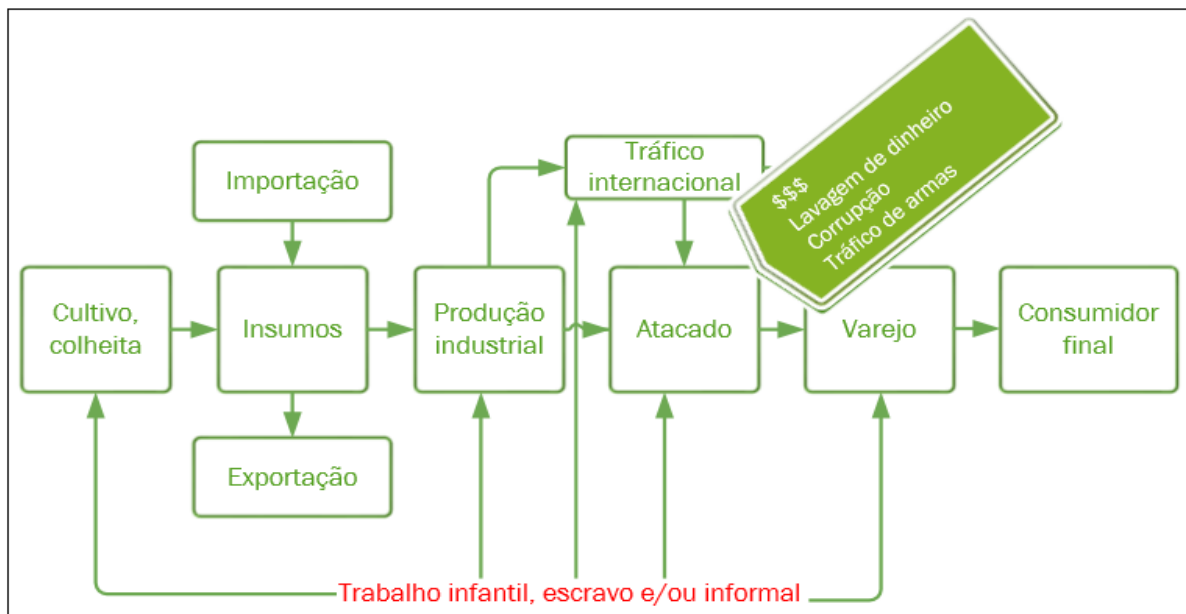 Importação
Tráfico
internacional
$$$
Lavagem de dinheiro
Corrupção
Tráfico de armas
Cultivo,
colheita
Insumos
Produção
industrial
Atacado
Varejo
Consumidor
final
Exportação
Trabalho infantil, escravo e/ou informal